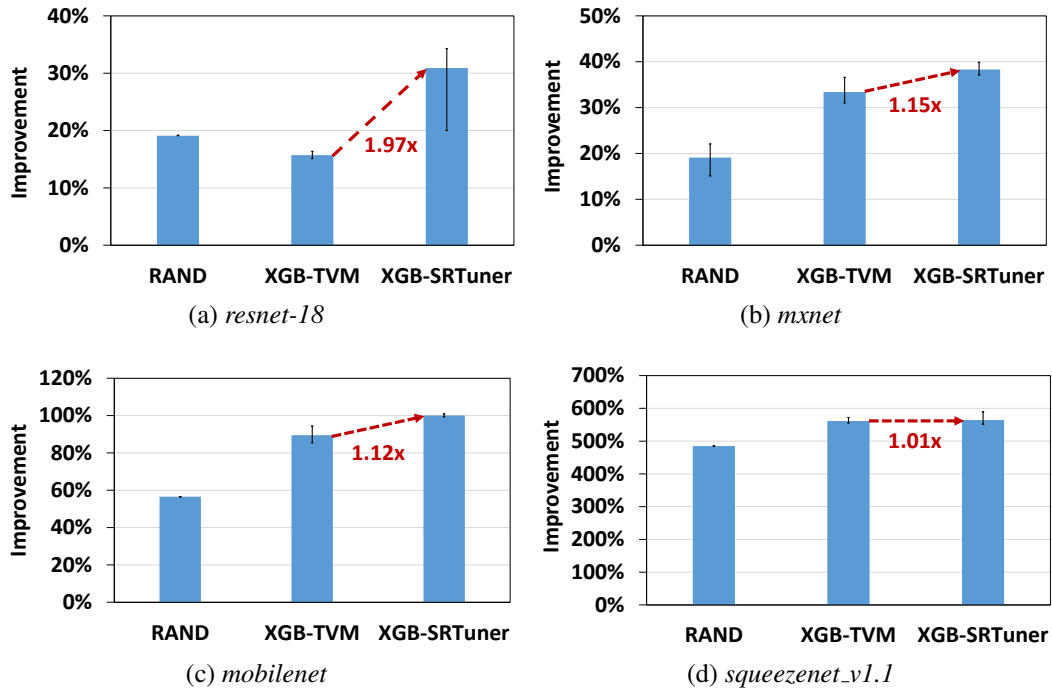 40%
30%
20%
10%
0%
Improvement
1.97x
RAND XGB-TVM XGB-SRTuner
(a) resnet-18
50%
40%
30%
20%
10%
0%
Improvement
1.15x
RAND XGB-TVM XGB-SRTuner
(b) mxnet
120%
100%
80%
60%
40%
20%
0%
Improvement
1.12x
RAND XGB-TVM XGB-SRTuner
(c) mobilenet
700%
600%
500%
400%
300%
200%
100%
0%
Improvement
1.01x
RAND XGB-TVM XGB-SRTuner
(d) squeezenet_v1.1